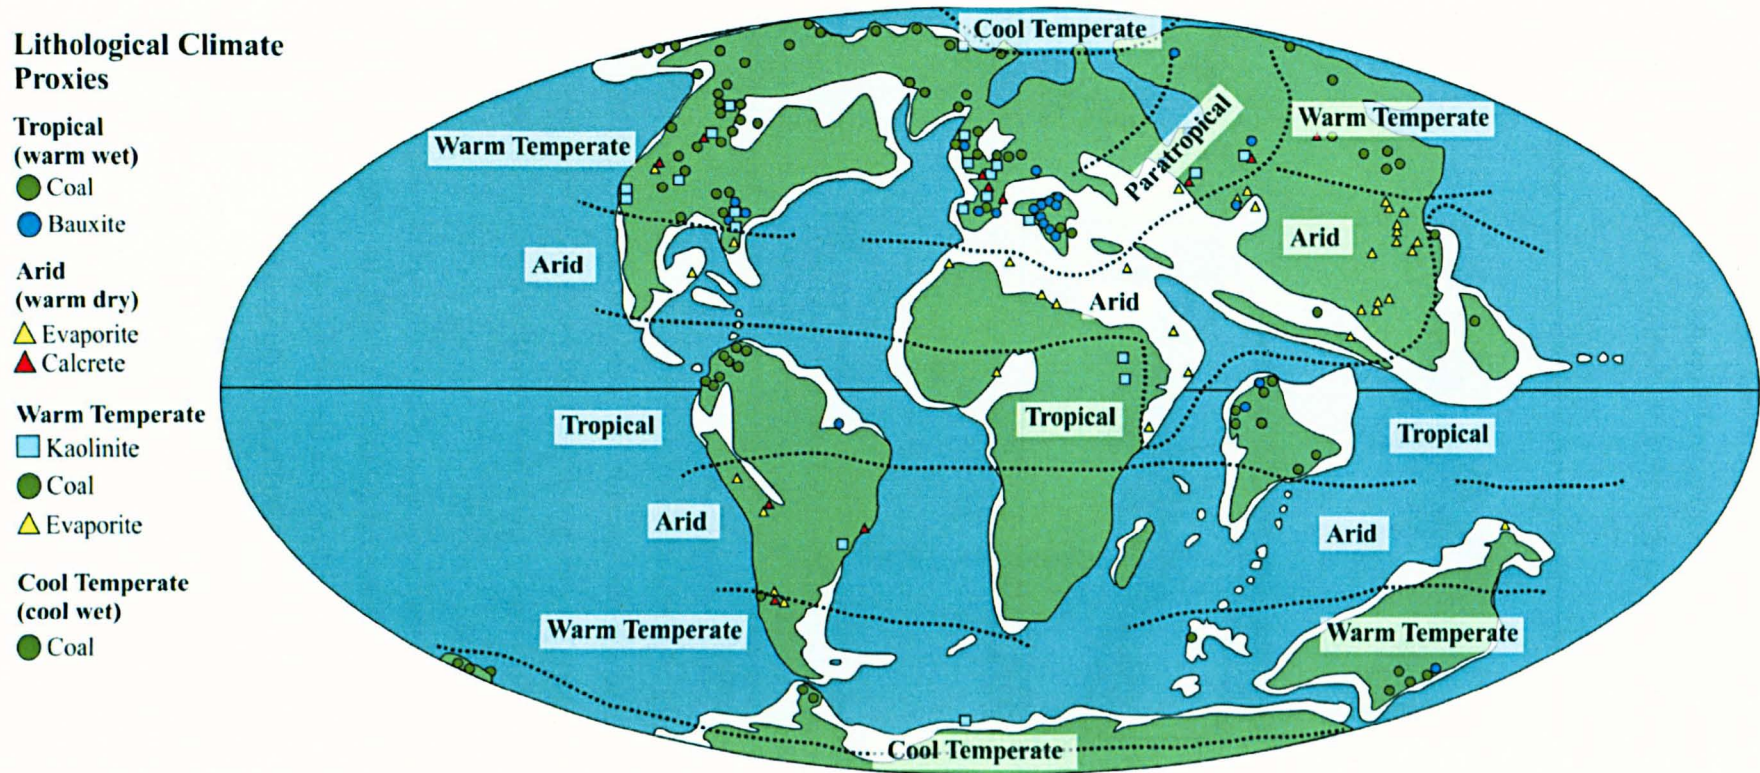 Lithological Climate
Proxies
Tropical
(warm wet)
Coal
Bauxite
Arid
(warm dry)
Evaporite
Calcrete
Warm Temperate
Kaolinite
Coal
Evaporite
Cool Temperate
(cool wet)
Coal
Cool Temperate
Warm Temperate
Paratropical
Warm Temperate
Arid
Arid
Arid
Tropical
Tropical
Tropical
Arid
Arid
Warm Temperate
Warm Temperate
Cool Temperate